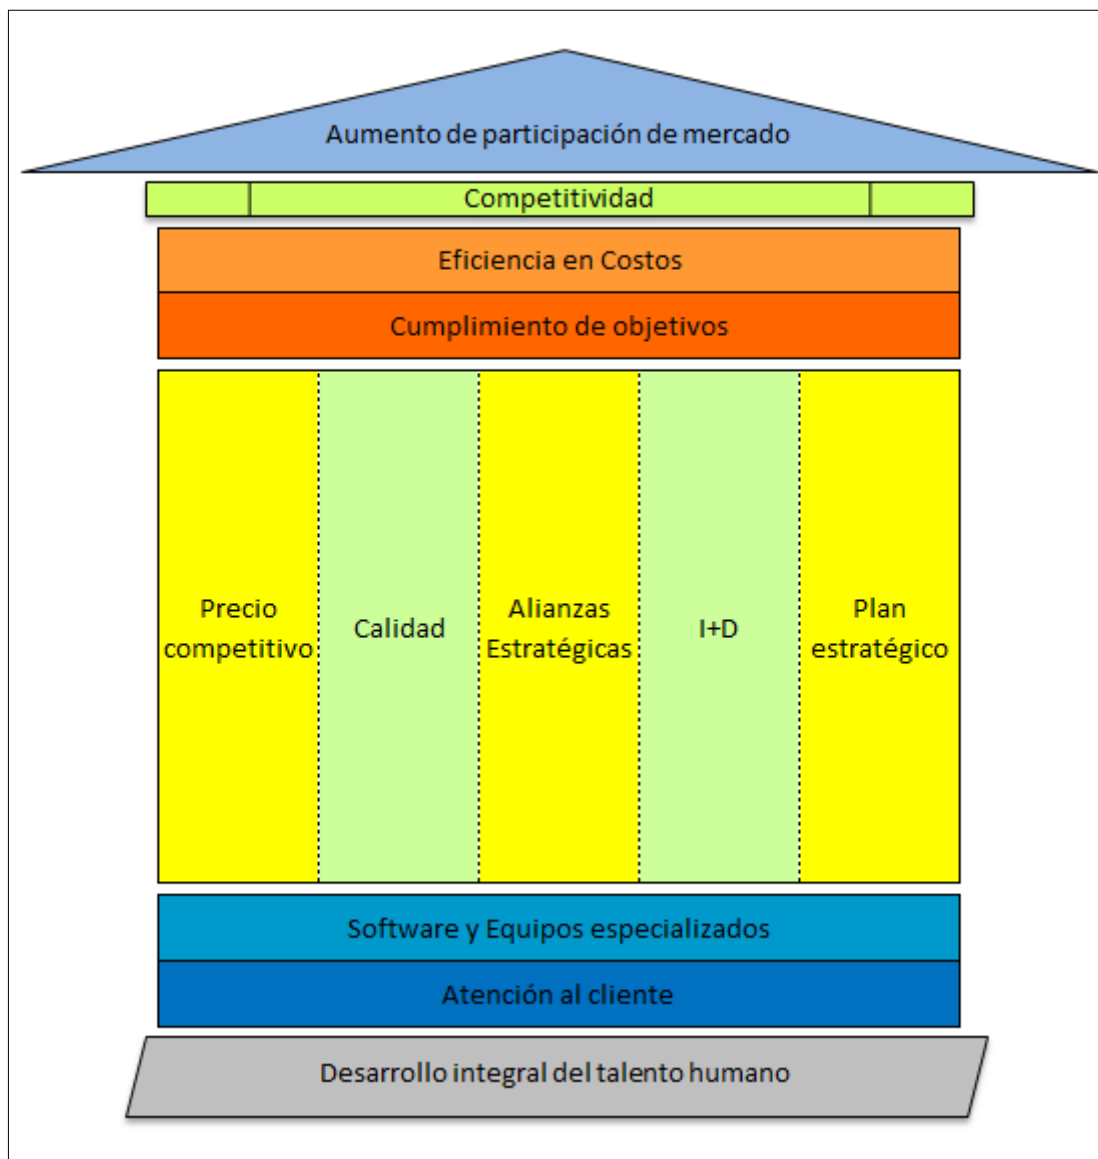 Aumento de participación de mercado
Competitividad
Eficiencia en Costos
Cumplimiento de objetivos
Precio
competitivo
Calidad
Alianzas
Estratégicas
I+D
Plan
estratégico
Software y Equipos especializados
Atención al cliente
Desarrollo integral del talento humano